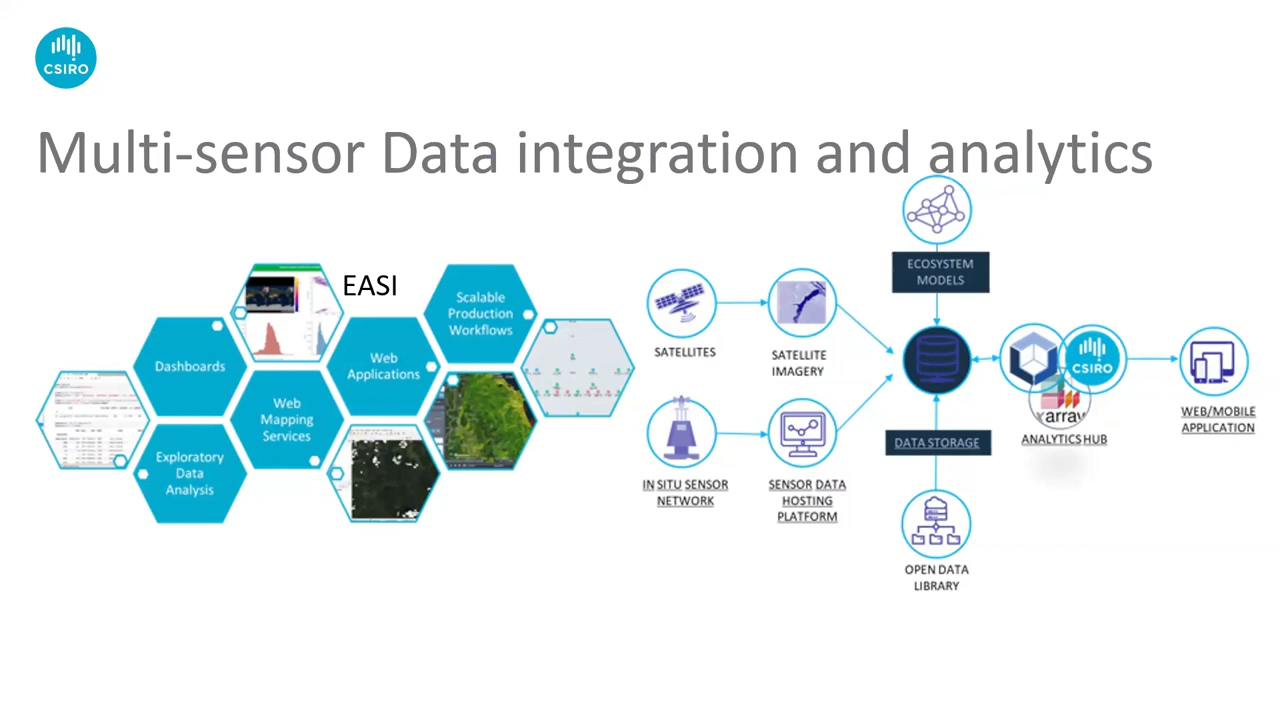 CSIRO
Multi-sensor Data integration and analytics
EASI
Scalable
Production
Workflows
Dashboards
Web
Applications
Web
Mapping
Services
Exploratory
Data
Analysis
ECOSYSTEM
MODELS
SATELLITES
SATELLITE
IMAGERY
CSIRO
xarray
ANALYTICS HUB
WEB/MOBILE
APPLICATION
DATA STORAGE
IN SITU SENSOR
NETWORK
SENSOR DATA
HOSTING
PLATFORM
OPEN DATA
LIBRARY